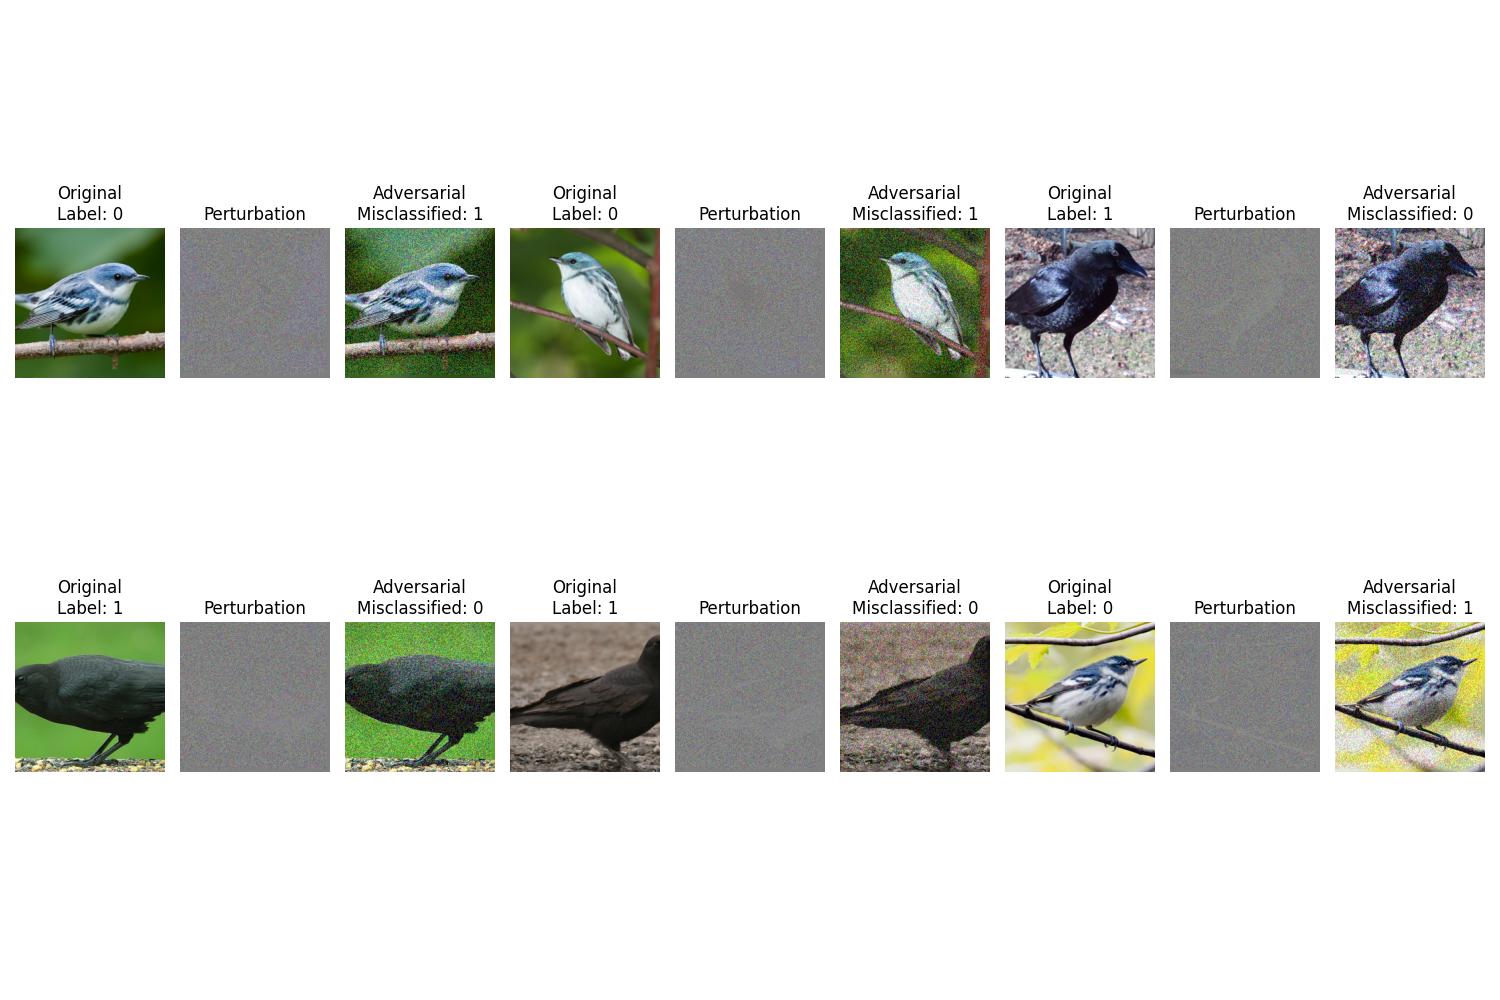 Original
Label: 0
Perturbation
Adversarial
Misclassified: 1
Original
Label: 0
Perturbation
Adversarial
Misclassified: 1
Original
Label: 1
Perturbation
Adversarial
Misclassified: 0
Original
Label: 1
Perturbation
Adversarial
Misclassified: 0
Original
Label: 1
Perturbation
Adversarial
Misclassified: 0
Original
Label: 0
Perturbation
Adversarial
Misclassified: 1